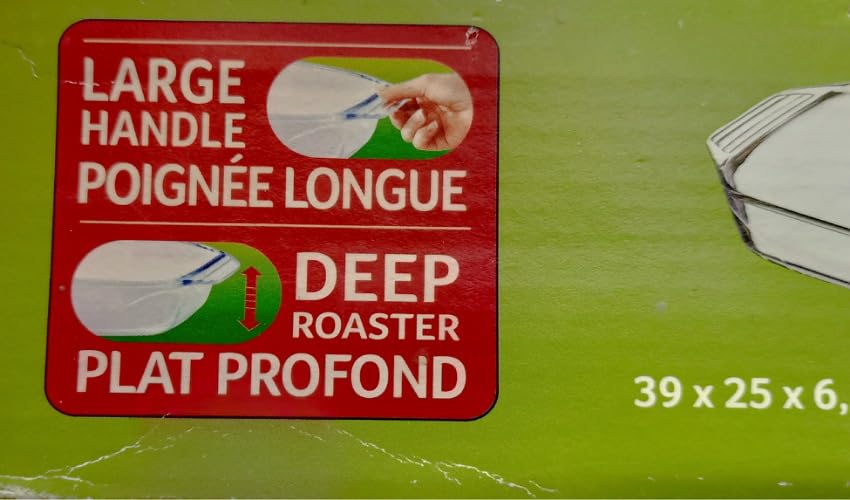 LARGE
HANDLE
POIGNÉE LONGUE
DEEP
ROASTER
PLAT PROFOND
39 x 25 x 6,